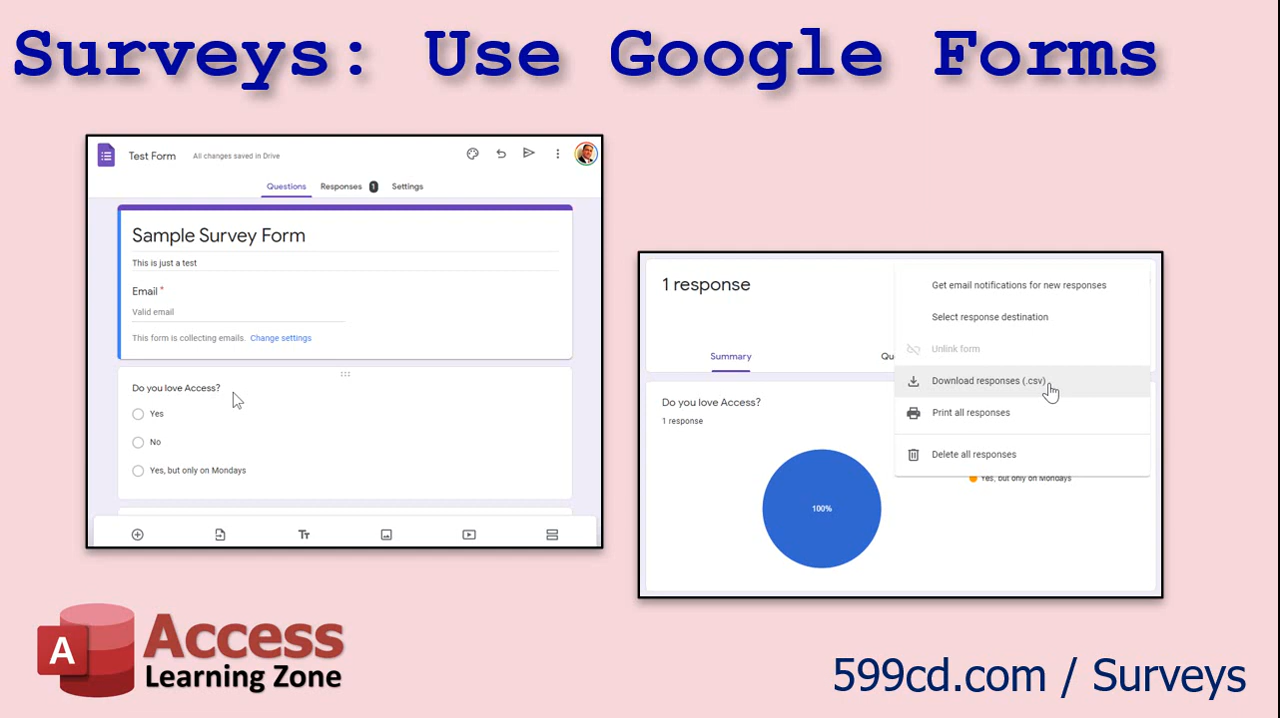 Surveys: Use Google Forms
Test Form All changes saved in Drive
Questions Responses 1 Settings
Sample Survey Form
This is just a test
Email *
Valid email
This form is collecting emails. Change settings
Do you love Access?
Yes
No
Yes, but only on Mondays
Tt
1 response
Summary
Qu
Get email notifications for new responses
Select response destination
Unlink form
Download responses (.csv)
Print all responses
Delete all responses
Do you love Access?
1 response
Yes, but only on Mondays
100%
A Access
Learning Zone
599cd.com / Surveys